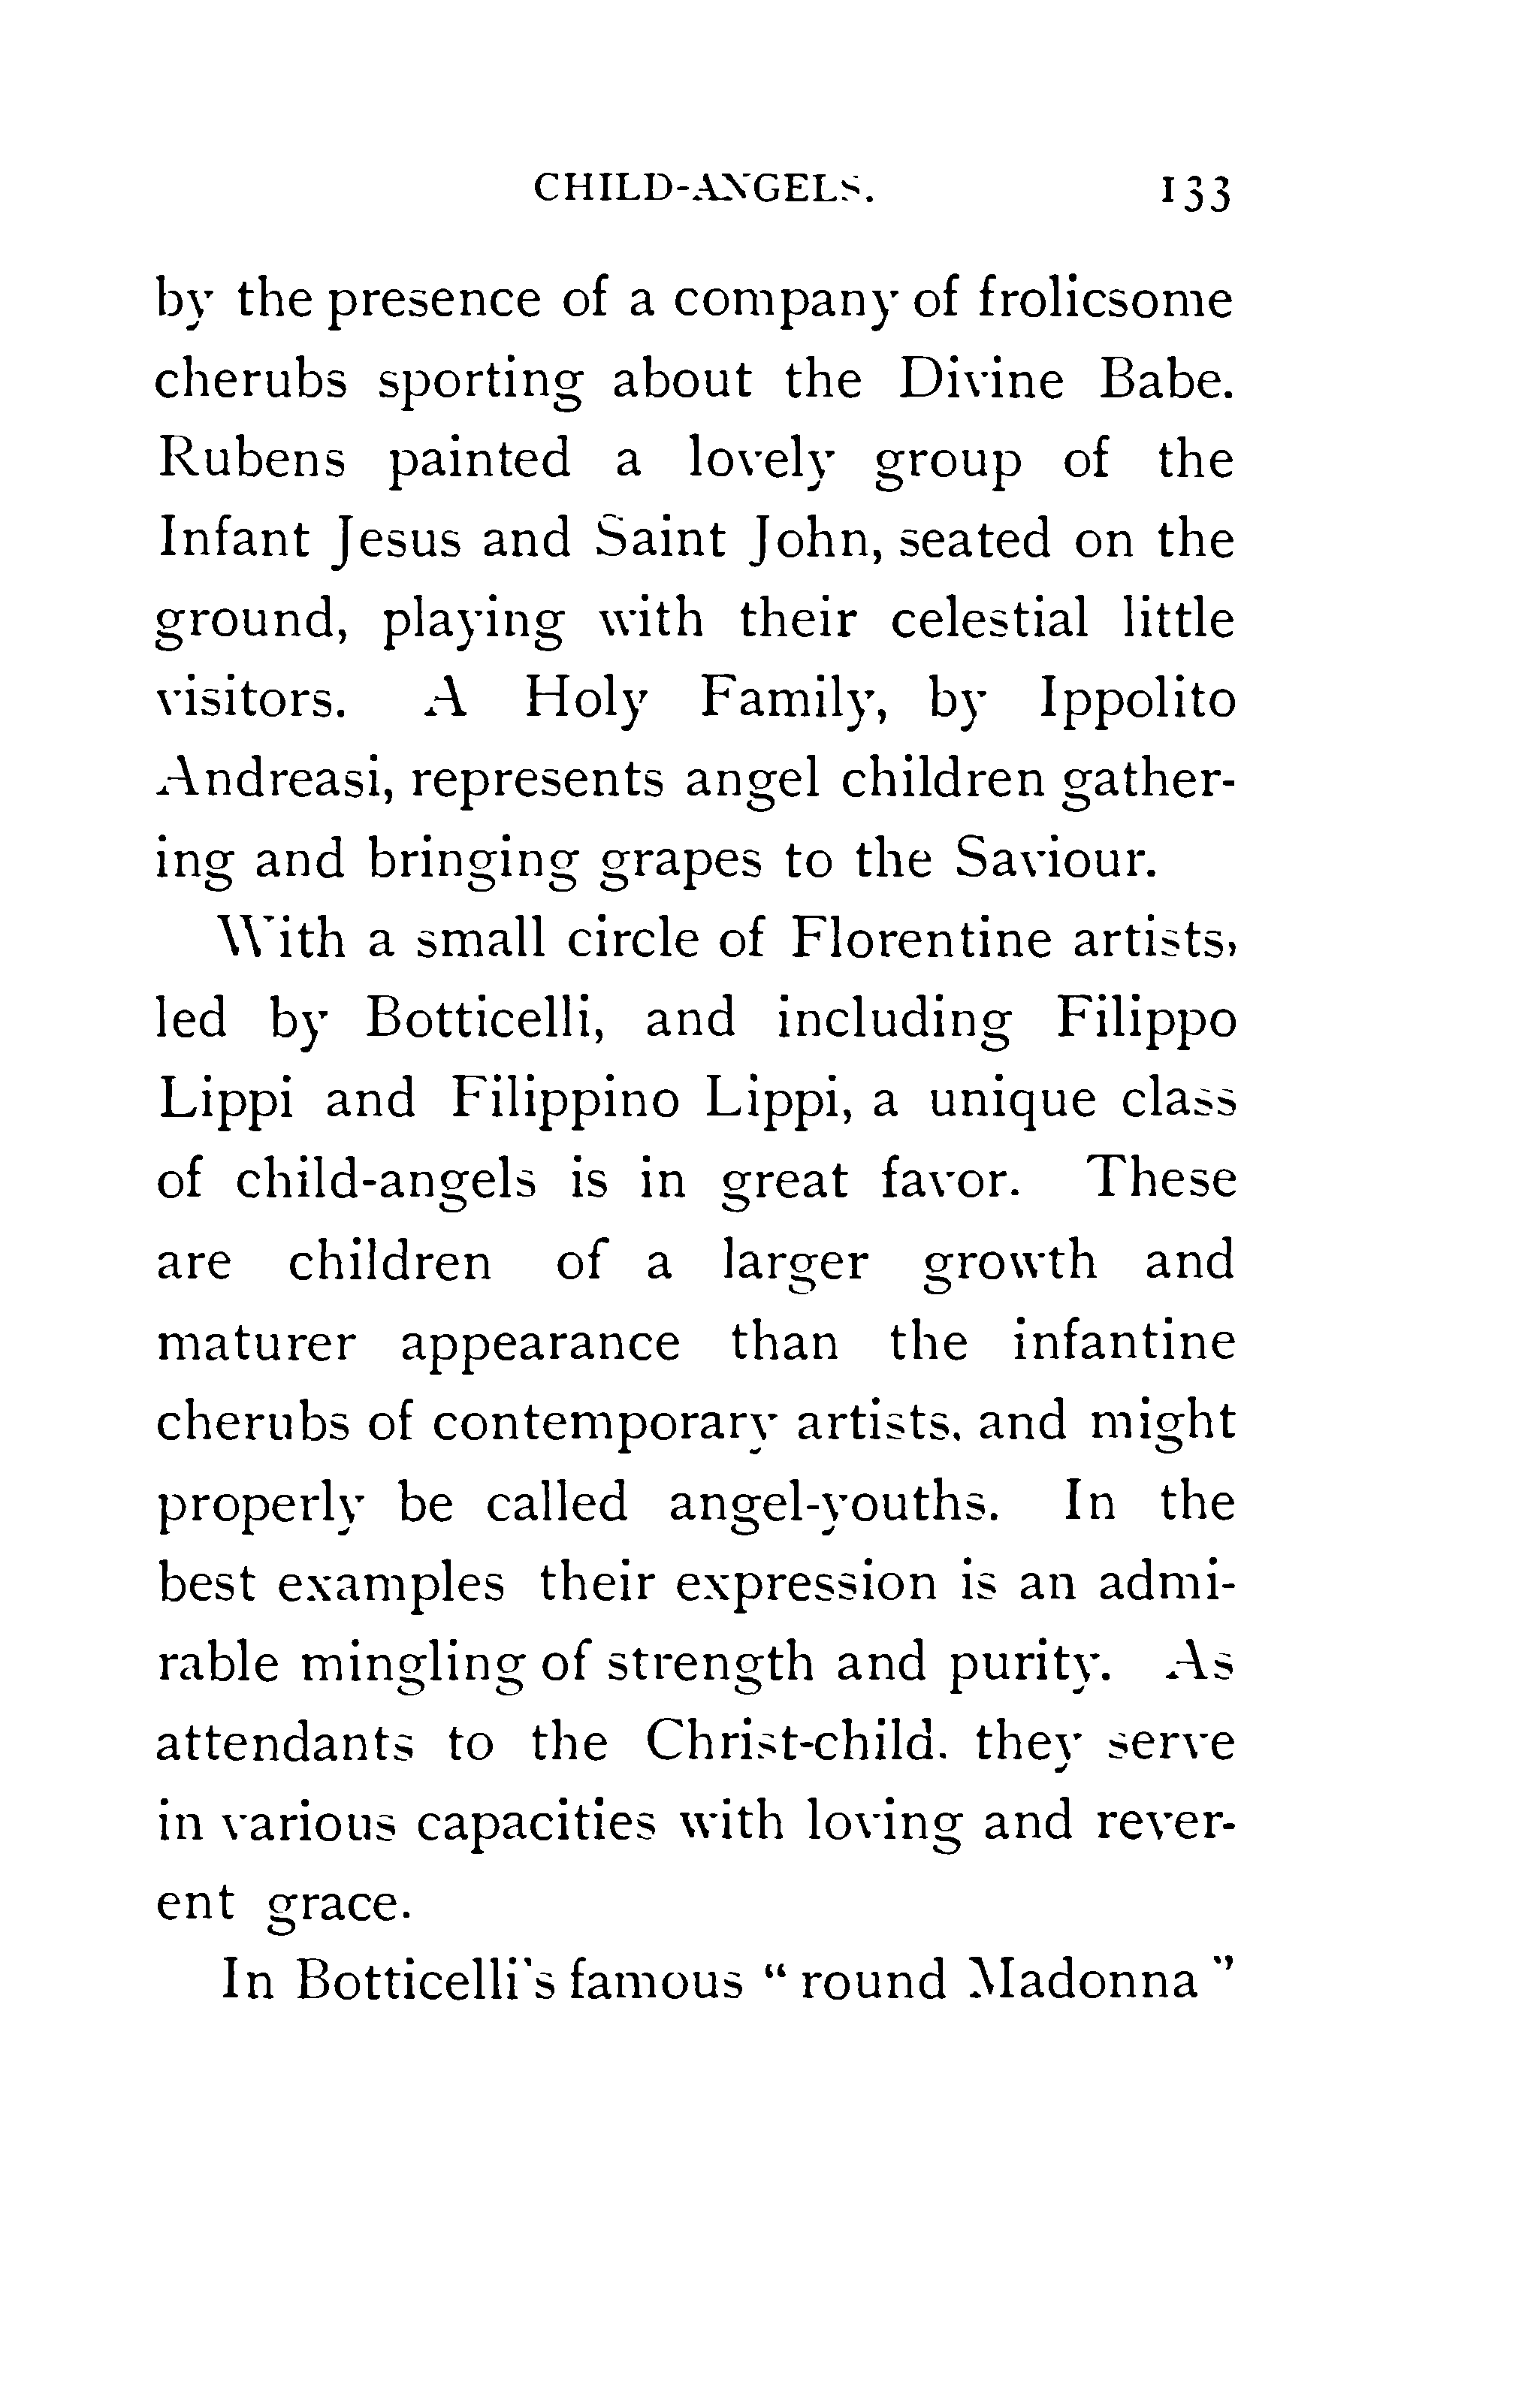 CHILD-ANGELS. 133
by the presence of a company of frolicsome
cherubs sporting about the Divine Babe.
Rubens painted a lovely group of the
Infant Jesus and Saint John, seated on the
ground, playing with their celestial little
visitors. A Holy Family, by Ippolito
Andreasi, represents angel children gather-
ing and bringing grapes to the Saviour.
With a small circle of Florentine artists,
led by Botticelli, and including Filippo
Lippi and Filippino Lippi, a unique class
of child-angels is in great favor. These
are children of a larger growth and
maturer appearance than the infantine
cherubs of contemporary artists, and might
properly be called angel-youths. In the
best examples their expression is an admi-
rable mingling of strength and purity. As
attendants to the Christ-child, they serve
in various capacities with loving and rever-
ent grace.
In Botticelli's famous “ round Madonna ”